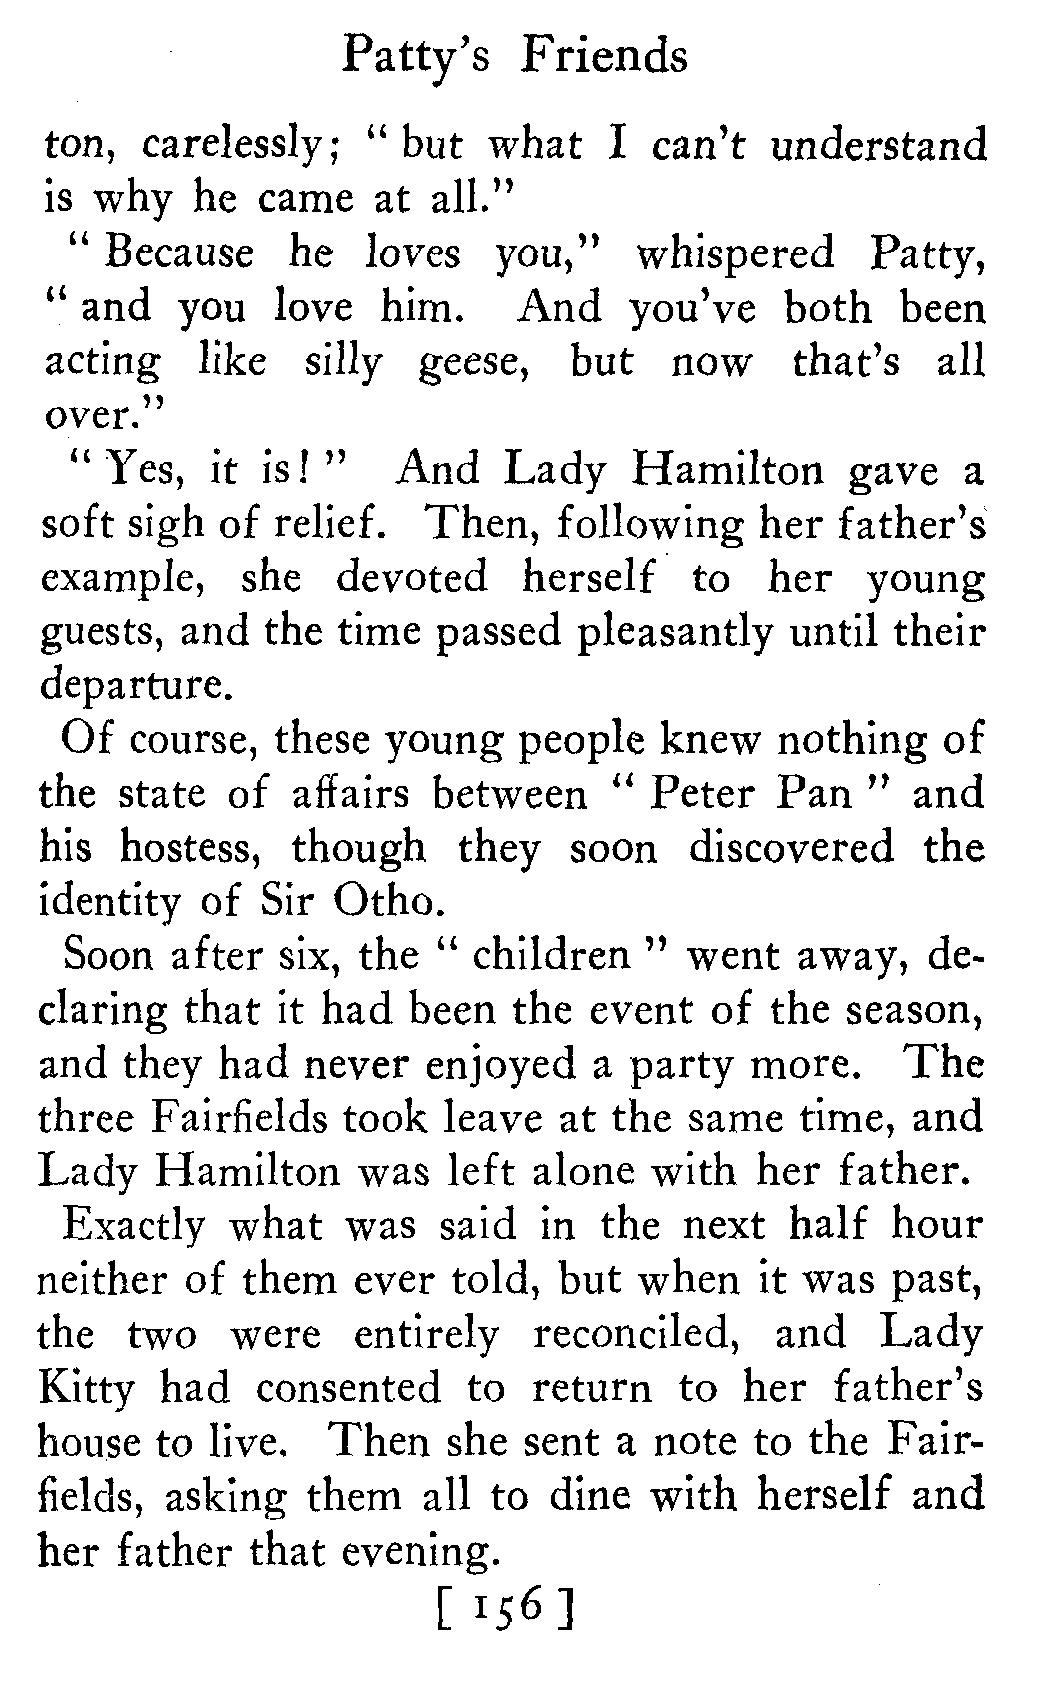 Patty's Friends
ton, carelessly; " but what I can't understand
is why he came at all."
" Because he loves you," whispered Patty,
" and you love him. And you've both been
acting like silly geese, but now that's all
over."
" Yes, it is! " And Lady Hamilton gave a
soft sigh of relief. Then, following her father's
example, she devoted herself to her young
guests, and the time passed pleasantly until their
departure.
Of course, these young people knew nothing of
the state of affairs between " Peter Pan " and
his hostess, though they soon discovered the
identity of Sir Otho.
Soon after six, the " children " went away, de-
claring that it had been the event of the season,
and they had never enjoyed a party more. The
three Fairfields took leave at the same time, and
Lady Hamilton was left alone with her father.
Exactly what was said in the next half hour
neither of them ever told, but when it was past,
the two were entirely reconciled, and Lady
Kitty had consented to return to her father's
house to live. Then she sent a note to the Fair-
fields, asking them all to dine with herself and
her father that evening.
[ 156 ]